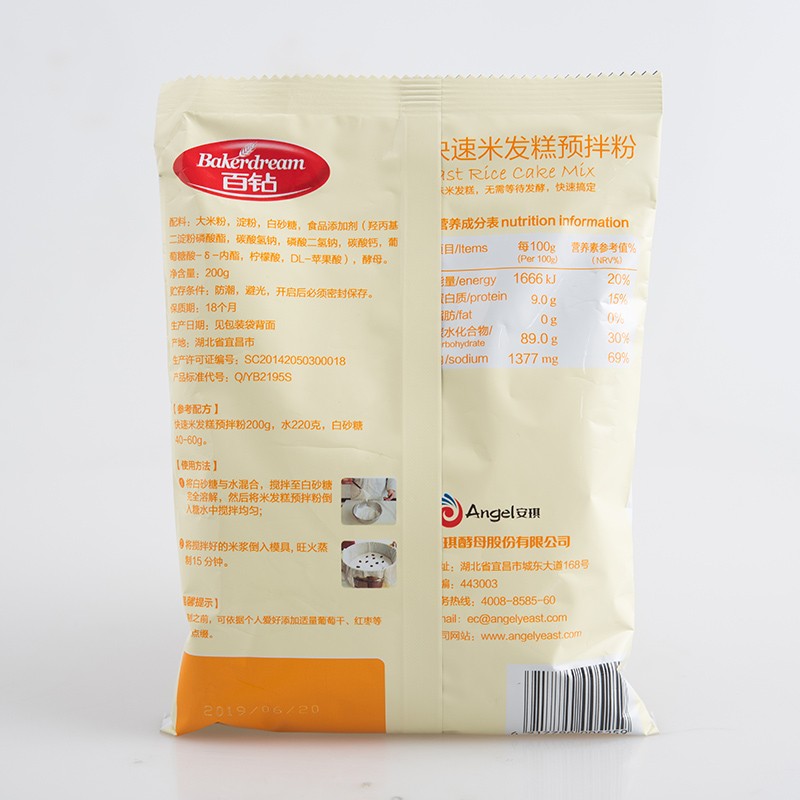 Bakerdream
百钻
配料：大米粉，淀粉，白砂糖，食品添加剂（羟丙基
二淀粉磷酸酯，碳酸氢钠，磷酸二氢钠，碳酸钙，葡
萄糖酸-δ-内酯，柠檬酸，DL-苹果酸），酵母。
净含量：200g
贮存条件：防潮，避光，开启后必须密封保存。
保质期：18个月
生产日期：见包装袋背面
产地：湖北省宜昌市
生产许可证编号：SC20142050300018
产品标准代号：Q/YB2195S
【参考配方】
快速米发糕预拌粉200g，水220克，白砂糖
40-60g。
【使用方法】
将白砂糖与水混合，搅拌至白砂糖
完全溶解，然后将米发糕预拌粉倒
入糖水中搅拌均匀；
将搅拌好的米浆倒入模具，旺火蒸
制15分钟。
提示】
之前，可依据个人爱好添加适量葡萄干、红枣等
点缀。
2019/06/20
快速米发糕预拌粉
ast Rice Cake Mix
米发糕，无需等待发酵，快速搞定
营养成分表 nutrition information
目/Items 每100g (Per 100g) 营养素参考值% (NRV%)
量/energy 1666 kJ 20%
白质/protein 9.0 g 15%
肪/fat 0 g 0%
水化合物/rbohydrate 89.0 g 30%
/sodium 1377 mg 69%
Angel安琪
琪酵母股份有限公司
址：湖北省宜昌市城东大道168号
编：443003
务热线：4008-8585-60
mail：ec@angelyeast.com
司网站：www.angelyeast.com